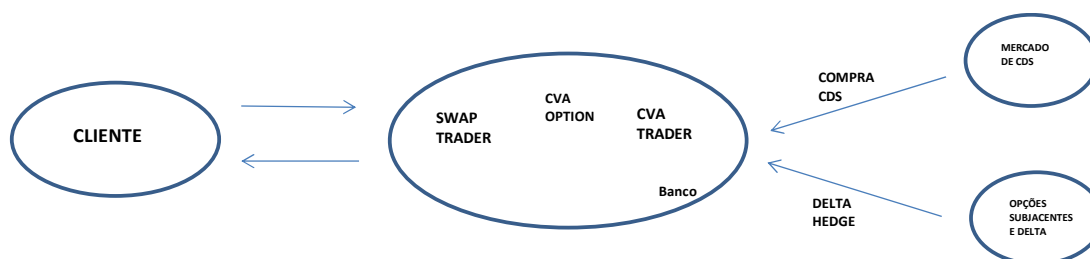 CLIENTE
SWAP
TRADER
CVA
OPTION
CVA
TRADER
Banco
COMPRA
CDS
DELTA
HEDGE
MERCADO
DE CDS
OPÇÕES
SUBJACENTES
E DELTA